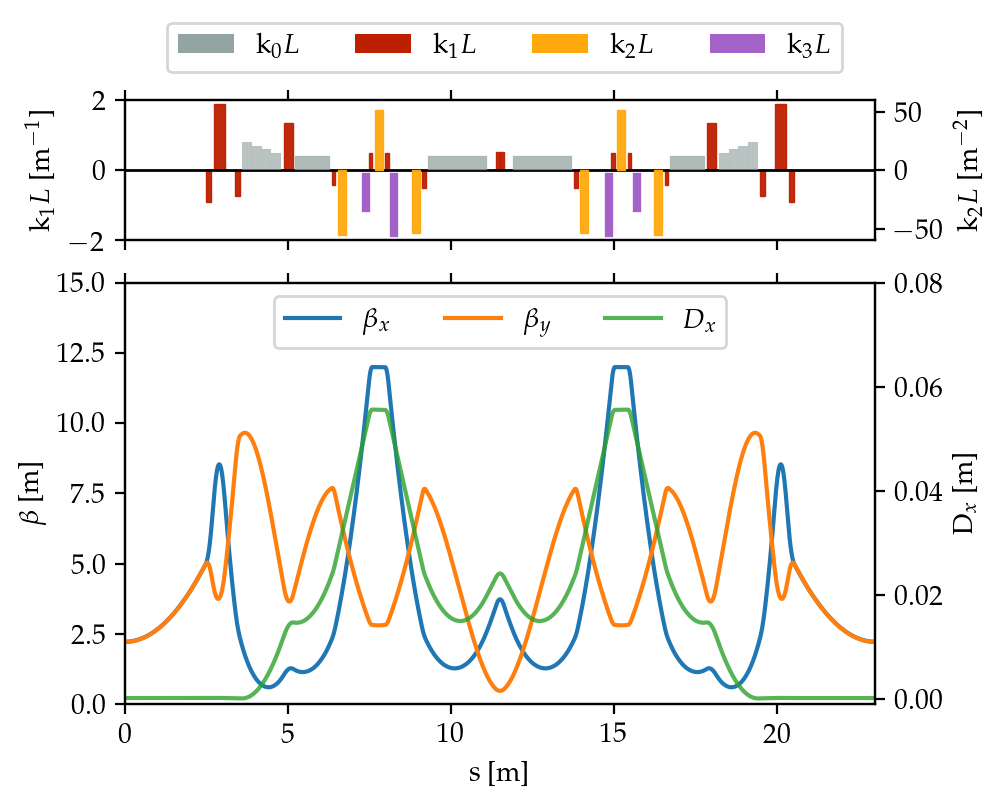 k₀L k₁L k₂L k₃L
k₁L [m⁻¹]
2
0
−2
50
0
−50
k₂L [m⁻²]
βₓ β_y Dₓ
β [m]
15.0
12.5
10.0
7.5
5.0
2.5
0.0
0.08
0.06
0.04
0.02
0.00
Dₓ [m]
0 5 10 15 20
s [m]